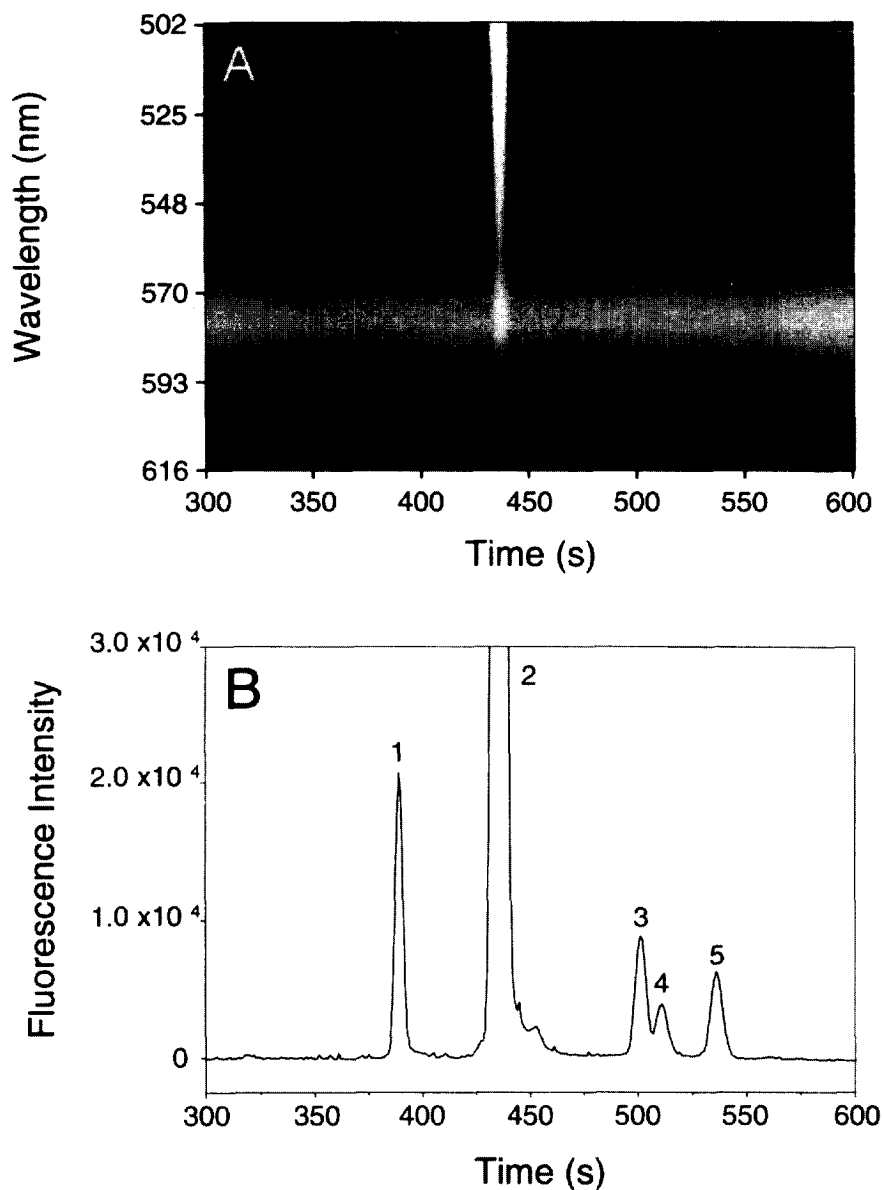 A
Wavelength (nm)
502
525
548
570
593
616
300 350 400 450 500 550 600
Time (s)
B
Fluorescence Intensity
3.0 x10 4
2.0 x10 4
1.0 x10 4
0
1
2
3
4
5
300 350 400 450 500 550 600
Time (s)